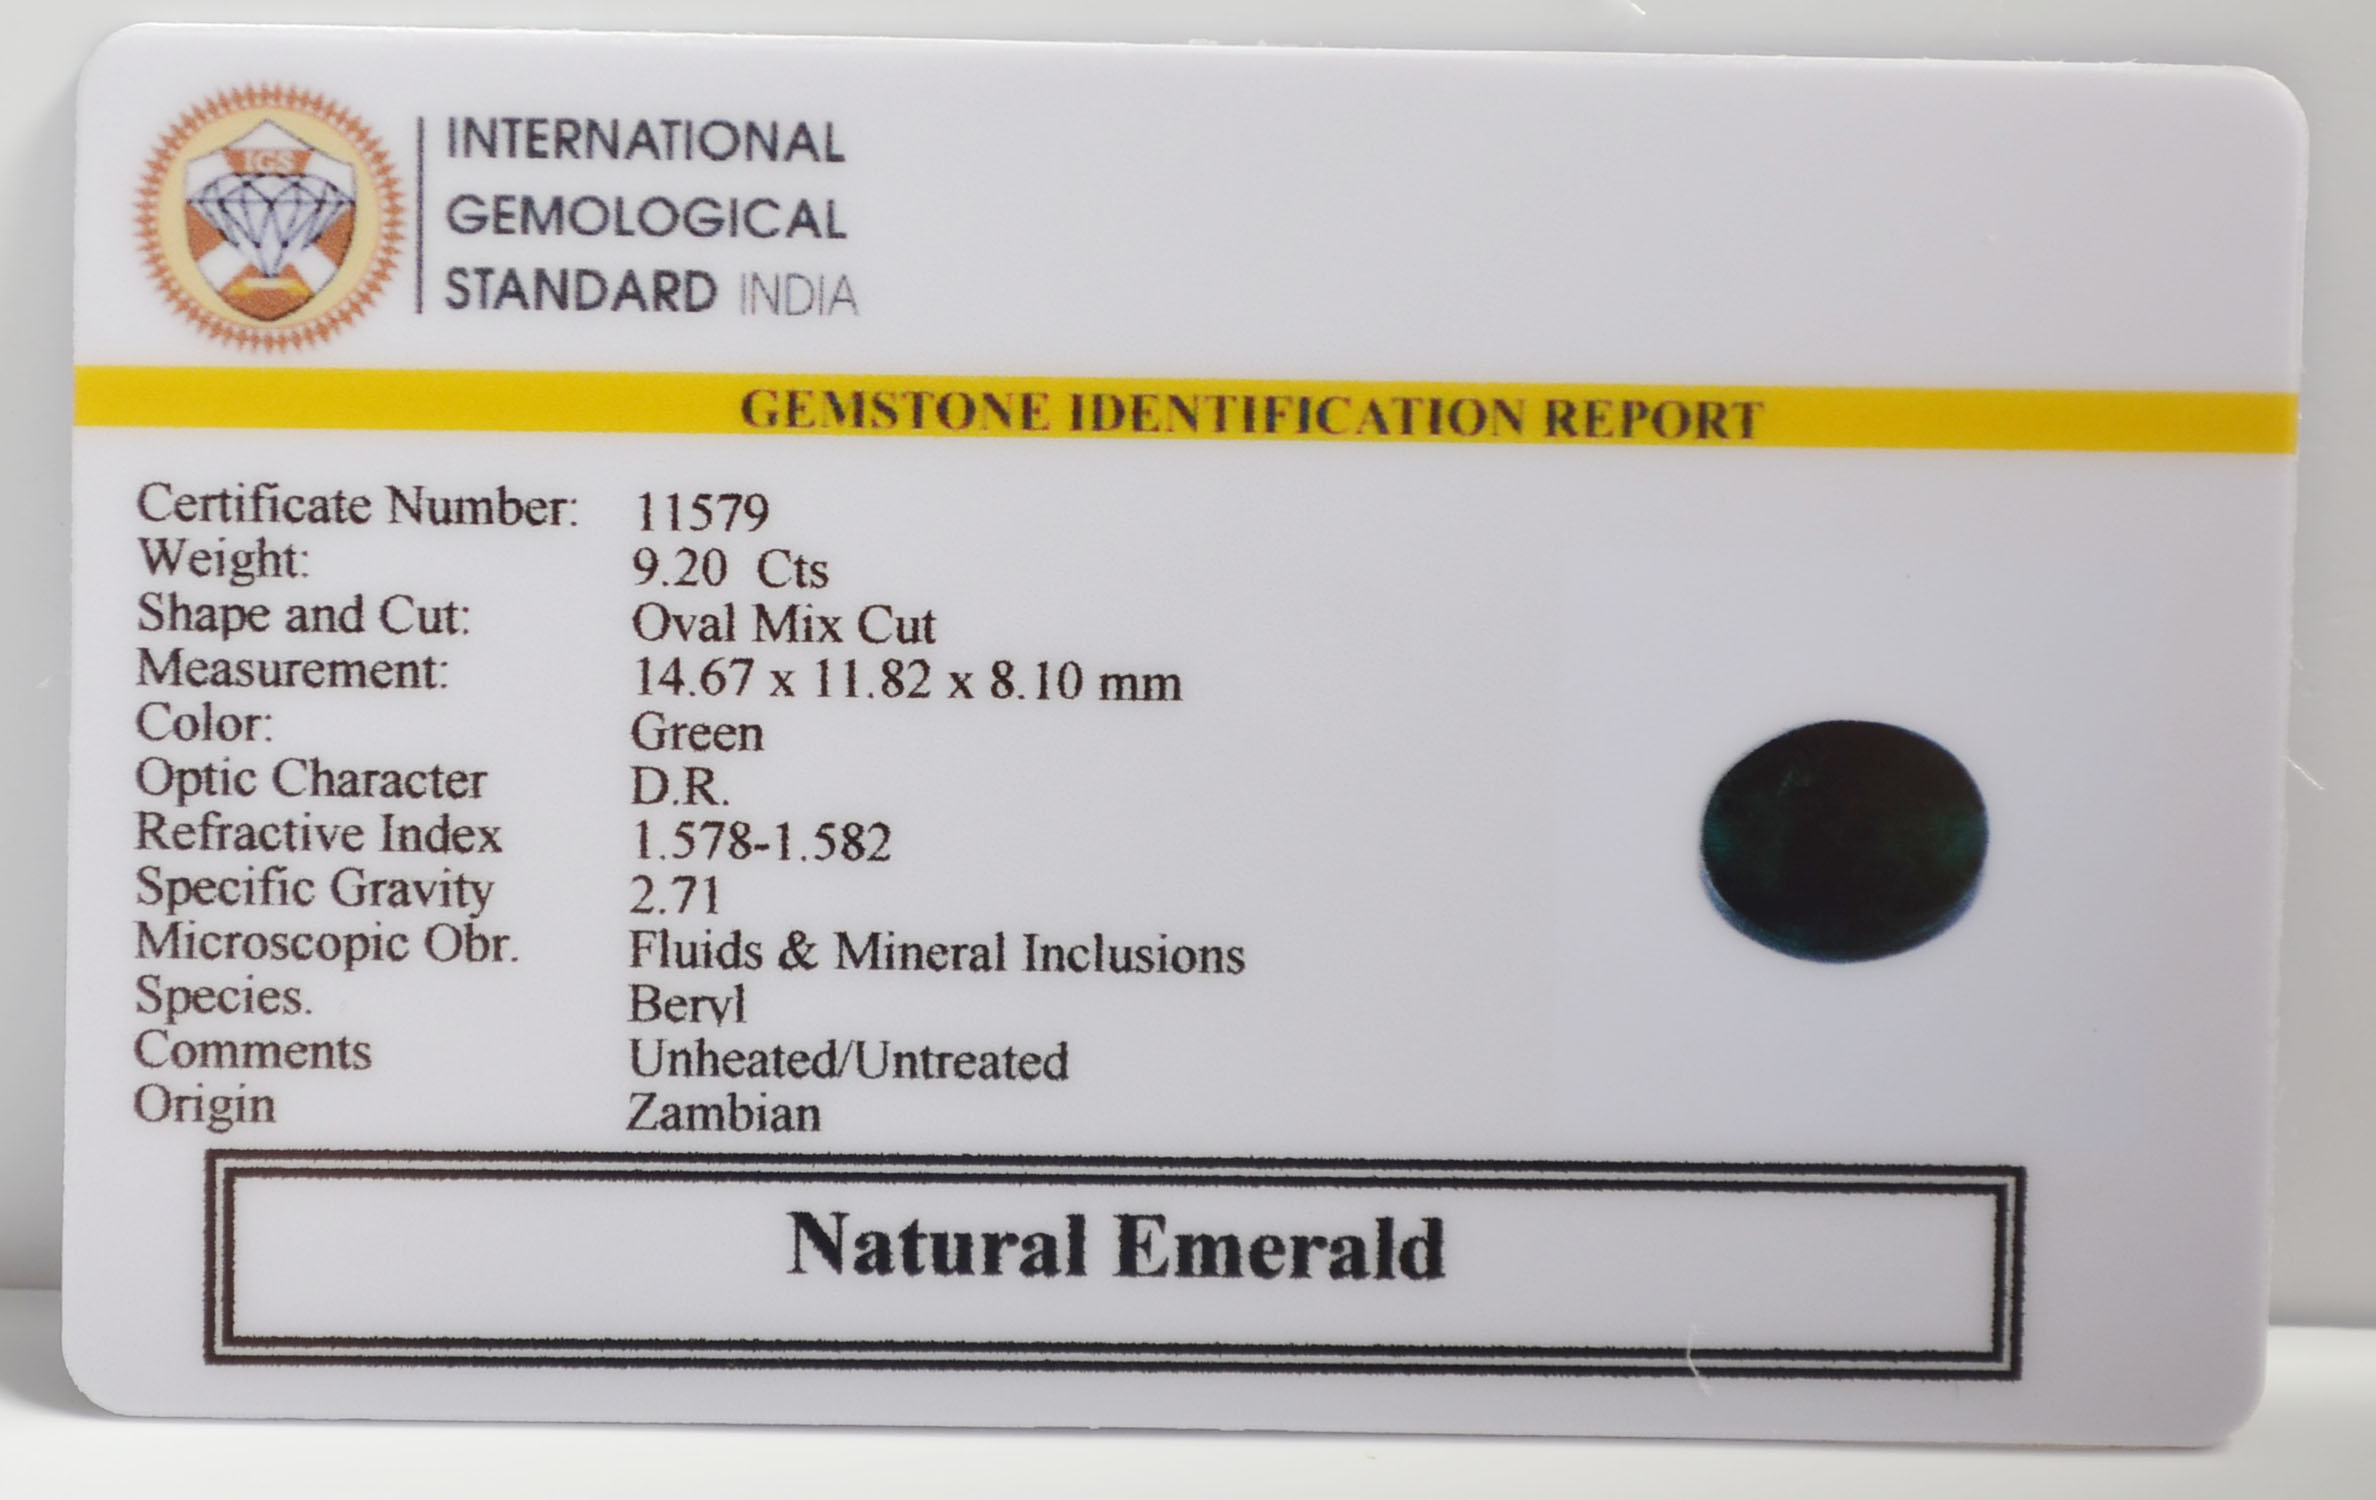 IGS
INTERNATIONAL
GEMOLOGICAL
STANDARD INDIA
GEMSTONE IDENTIFICATION REPORT
Certificate Number: 11579
Weight: 9.20 Cts
Shape and Cut: Oval Mix Cut
Measurement: 14.67 x 11.82 x 8.10 mm
Color: Green
Optic Character D.R.
Refractive Index 1.578-1.582
Specific Gravity 2.71
Microscopic Obr. Fluids & Mineral Inclusions
Species. Beryl
Comments Unheated/Untreated
Origin Zambian
Natural Emerald